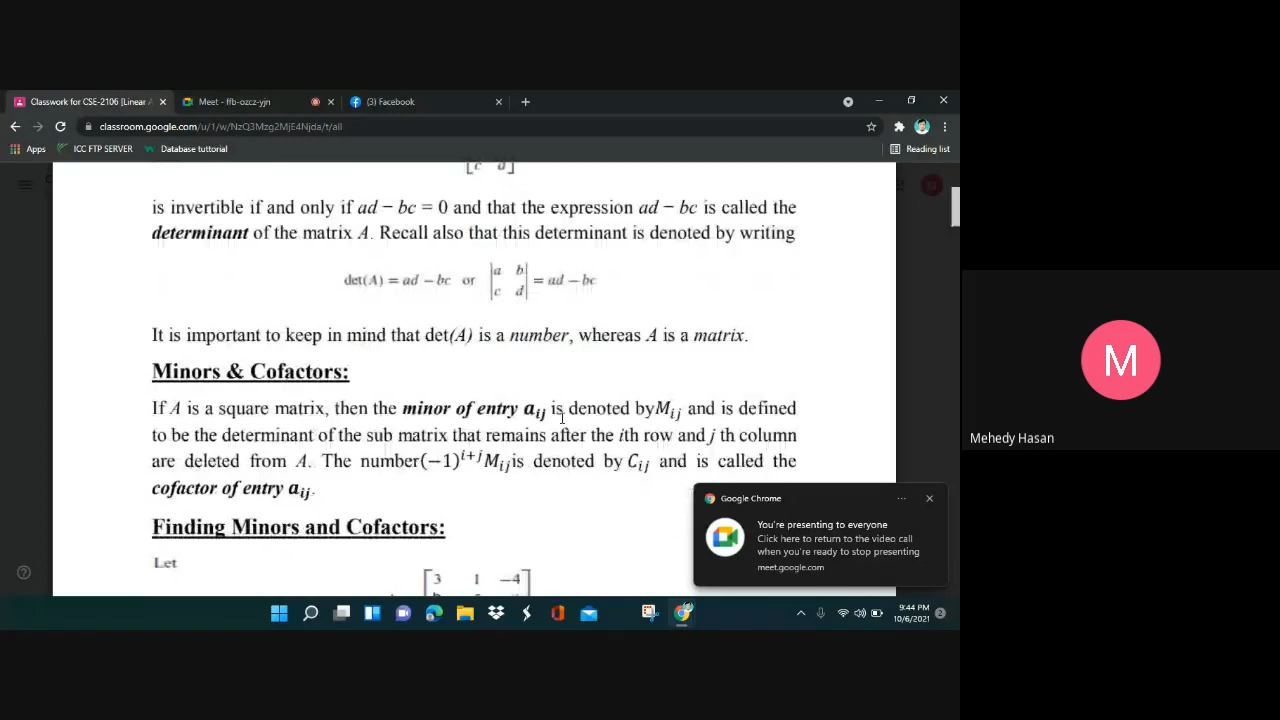 Classwork for CSE-2106 [Linear A
Meet - ffb-ozcz-yjn
(3) Facebook
classroom.google.com/u/1/w/NzQ3Mzg2MjE4Njda/t/all
Apps
ICC FTP SERVER
Database tuttorial
Reading list
[c d]
is invertible if and only if ad − bc = 0 and that the expression ad − bc is called the
determinant of the matrix A. Recall also that this determinant is denoted by writing
det(A) = ad − bc or |a b| = ad − bc
|c d|
It is important to keep in mind that det(A) is a number, whereas A is a matrix.
Minors & Cofactors:
If A is a square matrix, then the minor of entry aᵢⱼ is denoted byMᵢⱼ and is defined
to be the determinant of the sub matrix that remains after the ith row and j th column
are deleted from A. The number(−1)ⁱ⁺ʲMᵢⱼis denoted by Cᵢⱼ and is called the
cofactor of entry aᵢⱼ.
Finding Minors and Cofactors:
Let
3 1 −4
Google Chrome
You're presenting to everyone
Click here to return to the video call
when you're ready to stop presenting
meet.google.com
9:44 PM
10/6/2021
2
M
Mehedy Hasan